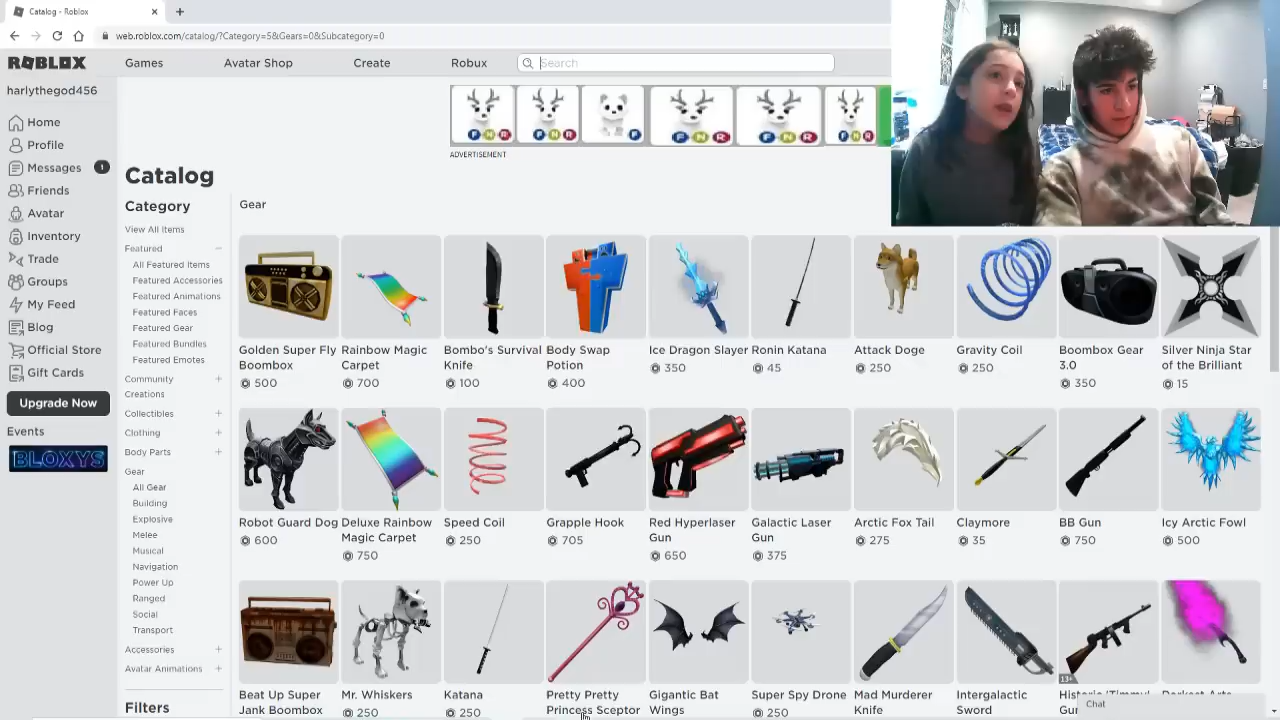 Catalog - Roblox
web.roblox.com/catalog/?Category=5&Gears=0&Subcategory=0
ROBLOX
Games
Avatar Shop
Create
Robux
Search
harlythegod456
Home
Profile
Messages 1
Friends
Avatar
Inventory
Trade
Groups
My Feed
Blog
Official Store
Gift Cards
Upgrade Now
Events
BLOXYS
F N R
F N R
F
F N R
F N R
F N R
ADVERTISEMENT
Catalog
Category
View All Items
Featured
All Featured Items
Featured Accessories
Featured Animations
Featured Faces
Featured Gear
Featured Bundles
Featured Emotes
Community
Creations
Collectibles
Clothing
Body Parts
Gear
All Gear
Building
Explosive
Melee
Musical
Navigation
Power Up
Ranged
Social
Transport
Accessories
Avatar Animations
Filters
Gear
Golden Super Fly
Boombox
500
Rainbow Magic
Carpet
700
Bombo's Survival
Knife
100
Body Swap
Potion
400
Ice Dragon Slayer
350
Ronin Katana
45
Attack Doge
250
Gravity Coil
250
Boombox Gear
3.0
350
Silver Ninja Star
of the Brilliant
15
Robot Guard Dog
600
Deluxe Rainbow
Magic Carpet
750
Speed Coil
250
Grapple Hook
705
Red Hyperlaser
Gun
650
Galactic Laser
Gun
375
Arctic Fox Tail
275
Claymore
35
BB Gun
750
Icy Arctic Fowl
500
Beat Up Super
Jank Boombox
Mr. Whiskers
250
Katana
250
Pretty Pretty
Princess Sceptor
Gigantic Bat
Wings
Super Spy Drone
250
Mad Murderer
Knife
Intergalactic
Sword
13+
Historic 'Timmy'
Gun
Darkest Arts
Chat